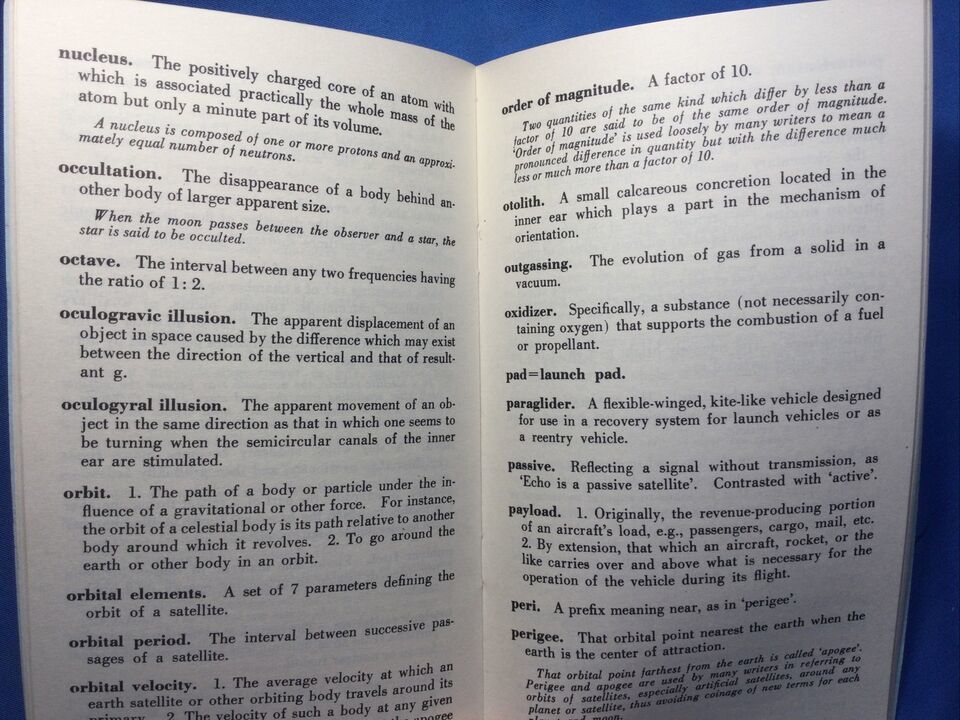 nucleus. The positively charged core of an atom with
which is associated practically the whole mass of the
atom but only a minute part of its volume.
A nucleus is composed of one or more protons and an approxi-
mately equal number of neutrons.
occultation. The disappearance of a body behind an-
other body of larger apparent size.
When the moon passes between the observer and a star, the
star is said to be occulted.
octave. The interval between any two frequencies having
the ratio of 1:2.
oculogravic illusion. The apparent displacement of an
object in space caused by the difference which may exist
between the direction of the vertical and that of result-
ant g.
oculogyral illusion. The apparent movement of an ob-
ject in the same direction as that in which one seems to
be turning when the semicircular canals of the inner
ear are stimulated.
orbit. 1. The path of a body or particle under the in-
fluence of a gravitational or other force. For instance,
the orbit of a celestial body is its path relative to another
body around which it revolves. 2. To go around the
earth or other body in an orbit.
orbital elements. A set of 7 parameters defining the
orbit of a satellite.
orbital period. The interval between successive pas-
sages of a satellite.
orbital velocity. 1. The average velocity at which an
earth satellite or other orbiting body travels around its
primary. 2. The velocity of such a body at any given
apogee
order of magnitude. A factor of 10.
Two quantities of the same kind which differ by less than a
factor of 10 are said to be of the same order of magnitude.
'Order of magnitude' is used loosely by many writers to mean a
pronounced difference in quantity but with the difference much
less or much more than a factor of 10.
otolith. A small calcareous concretion located in the
inner ear which plays a part in the mechanism of
orientation.
outgassing. The evolution of gas from a solid in a
vacuum.
oxidizer. Specifically, a substance (not necessarily con-
taining oxygen) that supports the combustion of a fuel
or propellant.
pad=launch pad.
paraglider. A flexible-winged, kite-like vehicle designed
for use in a recovery system for launch vehicles or as
a reentry vehicle.
passive. Reflecting a signal without transmission, as
'Echo is a passive satellite'. Contrasted with 'active'.
payload. 1. Originally, the revenue-producing portion
of an aircraft's load, e.g., passengers, cargo, mail, etc.
2. By extension, that which an aircraft, rocket, or the
like carries over and above what is necessary for the
operation of the vehicle during its flight.
peri. A prefix meaning near, as in 'perigee'.
perigee. That orbital point nearest the earth when the
earth is the center of attraction.
That orbital point farthest from the earth is called 'apogee'.
Perigee and apogee are used by many writers in referring to
orbits of satellites, especially artificial satellites, around any
planet or satellite, thus avoiding coinage of new terms for each
planet and moon.